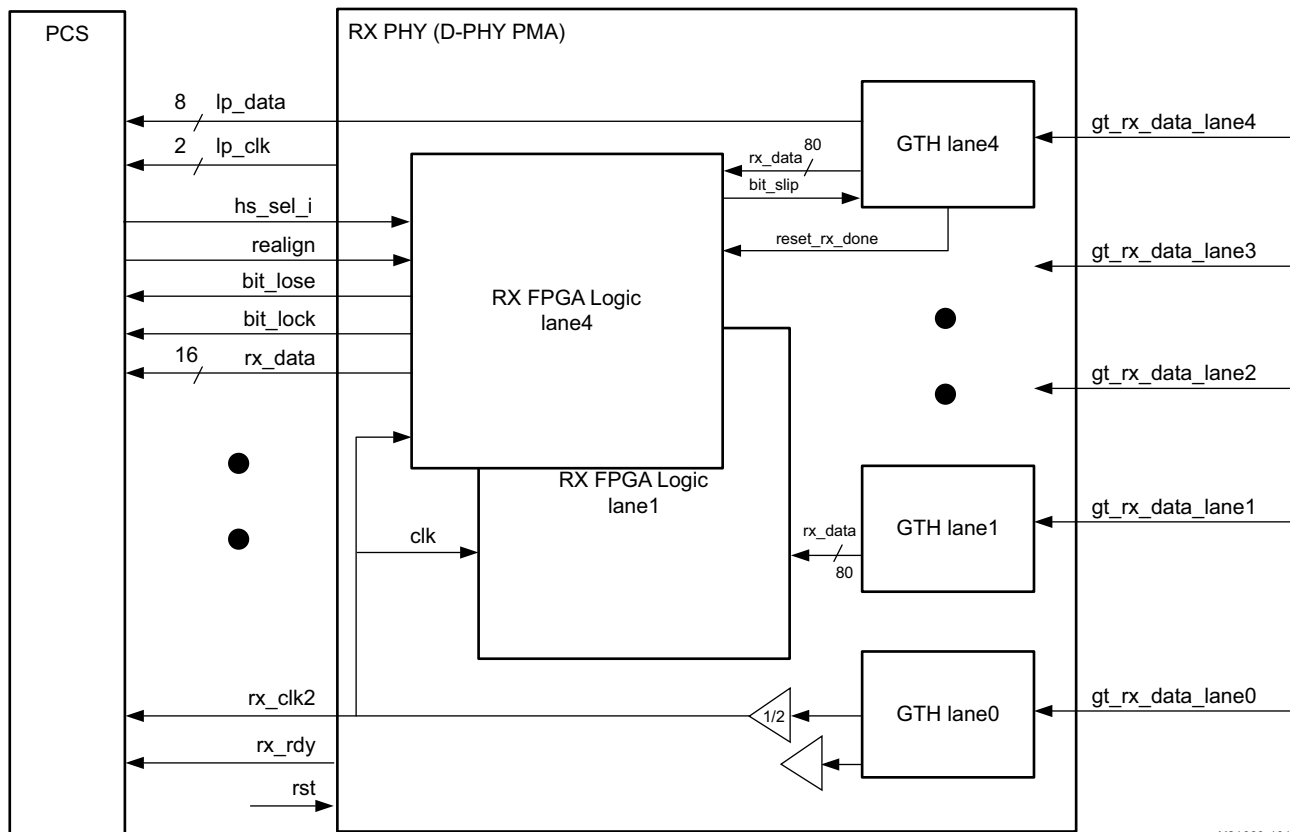 PCS
RX PHY (D-PHY PMA)
8 lp_data
2 lp_clk
hs_sel_i
realign
bit_lose
bit_lock
16 rx_data
RX FPGA Logic
lane4
rx_data 80
bit_slip
reset_rx_done
GTH lane4
gt_rx_data_lane4
gt_rx_data_lane3
gt_rx_data_lane2
RX FPGA Logic
lane1
clk
rx_data
80
GTH lane1
gt_rx_data_lane1
rx_clk2
1/2
GTH lane0
gt_rx_data_lane0
rx_rdy
rst